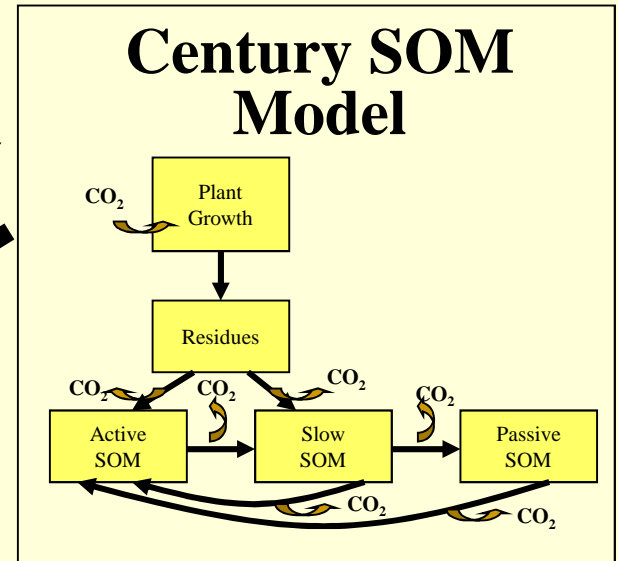 Century SOM
Model
CO₂
Plant
Growth
Residues
CO₂
CO₂
CO₂
CO₂
Active
SOM
Slow
SOM
Passive
SOM
CO₂
CO₂